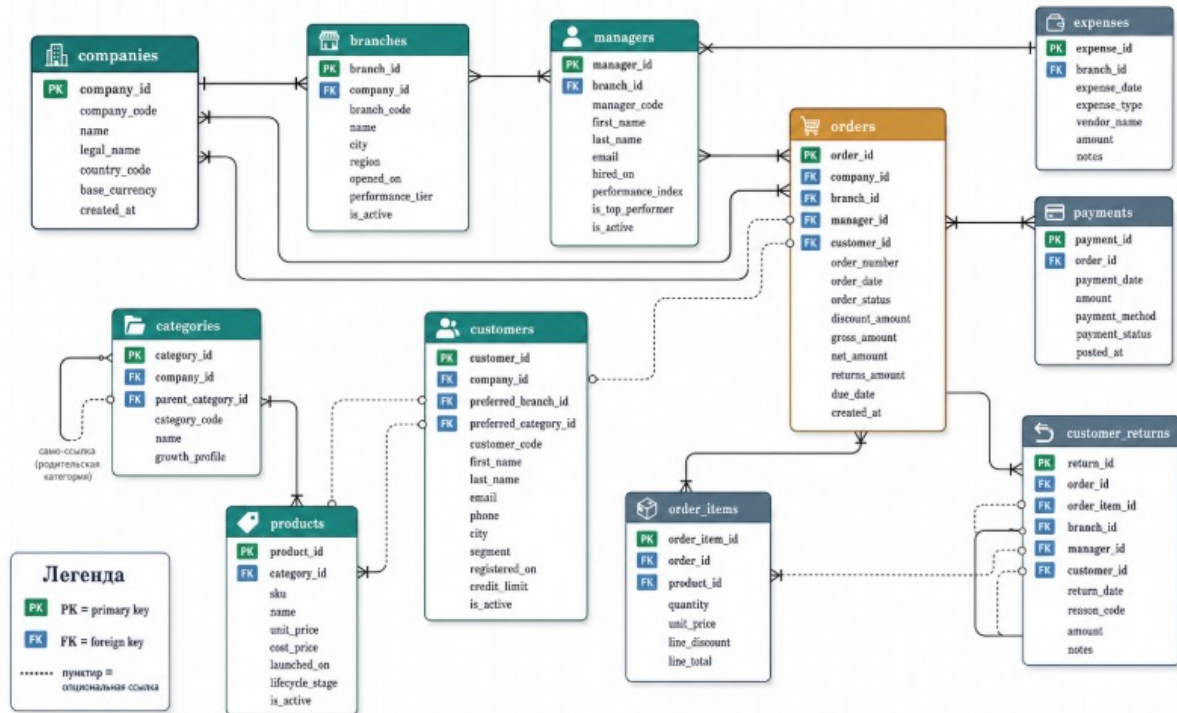 companies
PK company_id
company_code
name
legal_name
country_code
base_currency
created_at
branches
PK branch_id
FK company_id
branch_code
name
city
region
opened_on
performance_tier
is_active
managers
PK manager_id
FK branch_id
manager_code
first_name
last_name
email
hired_on
performance_index
is_top_performer
is_active
expenses
PK expense_id
FK branch_id
expense_date
expense_type
vendor_name
amount
notes
orders
PK order_id
FK company_id
FK branch_id
FK manager_id
FK customer_id
order_number
order_date
order_status
discount_amount
gross_amount
net_amount
returns_amount
due_date
created_at
payments
PK payment_id
FK order_id
payment_date
amount
payment_method
payment_status
posted_at
categories
PK category_id
FK company_id
FK parent_category_id
category_code
name
growth_profile
само-ссылка
(родительская
категория)
customers
PK customer_id
FK company_id
FK preferred_branch_id
FK preferred_category_id
customer_code
first_name
last_name
email
phone
city
segment
registered_on
credit_limit
is_active
customer_returns
PK return_id
FK order_id
FK order_item_id
FK branch_id
FK manager_id
FK customer_id
return_date
reason_code
amount
notes
products
PK product_id
FK category_id
sku
name
unit_price
cost_price
launched_on
lifecycle_stage
is_active
order_items
PK order_item_id
FK order_id
FK product_id
quantity
unit_price
line_discount
line_total
Легенда
PK PK = primary key
FK FK = foreign key
пунктир =
опциональная ссылка